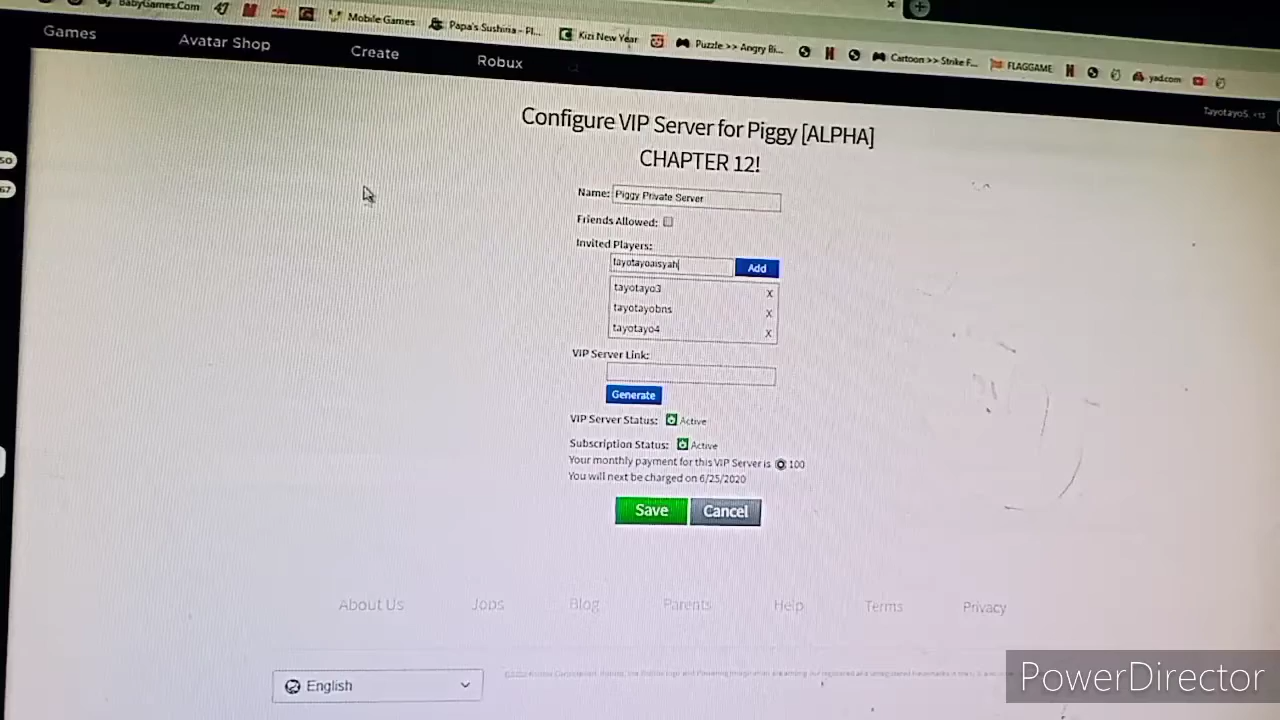 BabyGames.Com
Mobile Games
Papa's Sushiria - Pl...
Kizi New Year
Puzzle >> Angry Bi...
Cartoon >> Strike F...
FLAGGAME
yad.com
Games
Avatar Shop
Create
Robux
Tayotayo5
Configure VIP Server for Piggy [ALPHA]
CHAPTER 12!
Name: Piggy Private Server
Friends Allowed:
Invited Players:
tayotayoaisyah Add
tayotayo3 X
tayotayobns X
tayotayo4 X
VIP Server Link:
Generate
VIP Server Status: Active
Subscription Status: Active
Your monthly payment for this VIP Server is 100
You will next be charged on 6/25/2020
Save Cancel
About Us
Jobs
Blog
Parents
Help
Terms
Privacy
English
PowerDirector